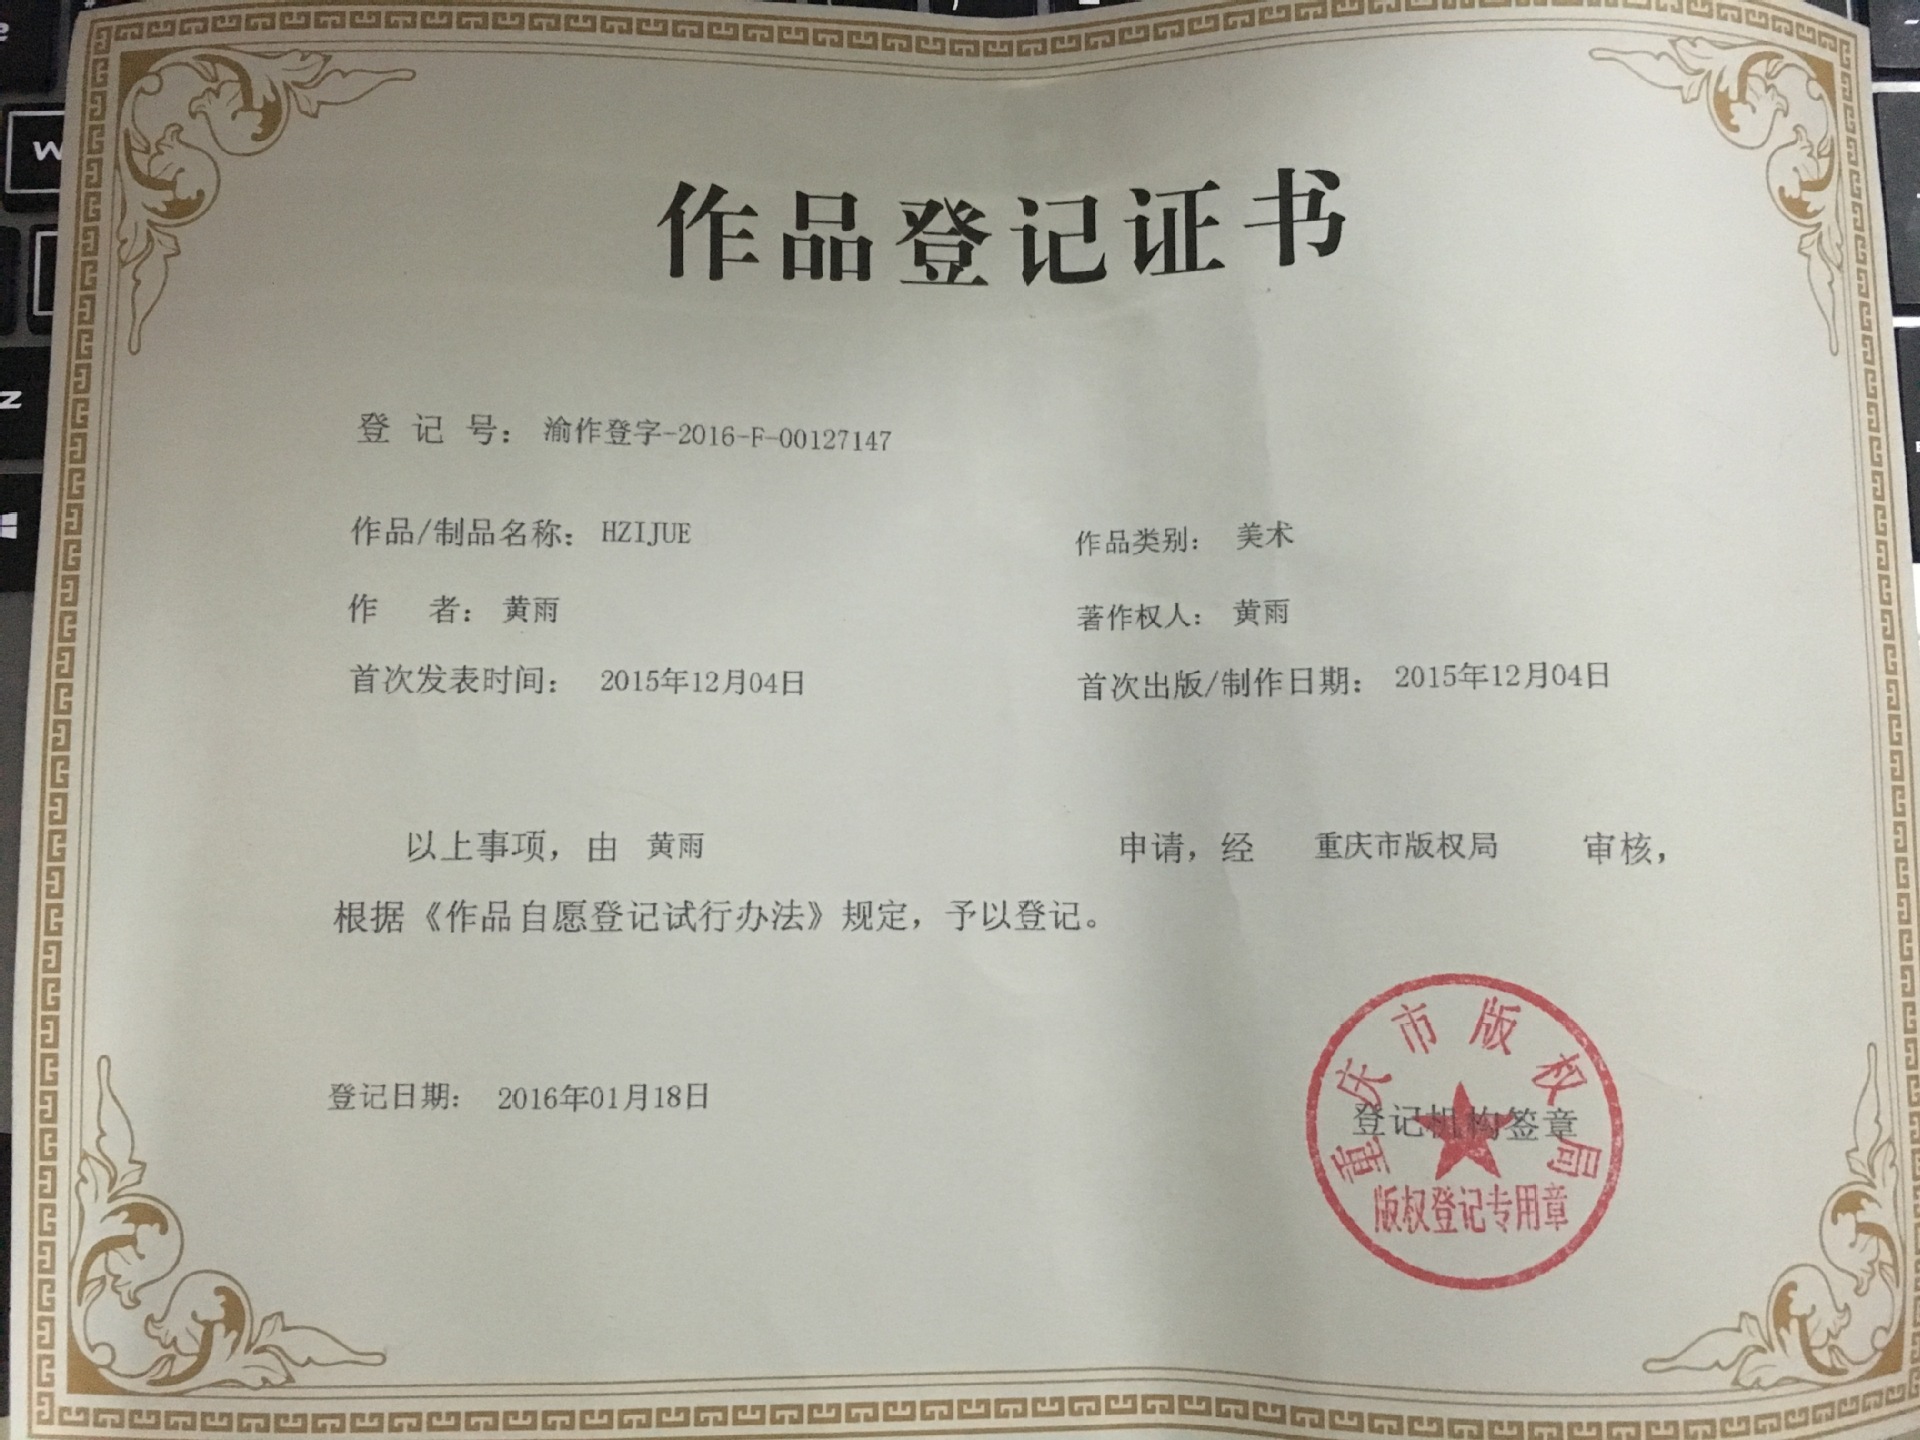 作品登记证书
登 记 号： 渝作登字-2016-F-00127147
作品/制品名称： HZIJUE 作品类别： 美术
作 者： 黄雨 著作权人： 黄雨
首次发表时间： 2015年12月04日 首次出版/制作日期： 2015年12月04日
以上事项，由 黄雨 申请，经 重庆市版权局 审核，
根据《作品自愿登记试行办法》规定，予以登记。
登记日期： 2016年01月18日
登记机构签章
重庆市版权局
版权登记专用章
W
Z